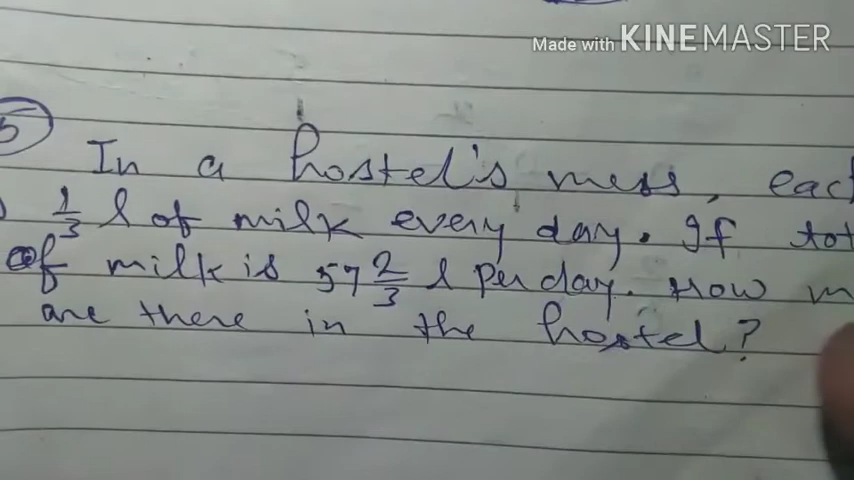 Made with KINEMASTER
5
In a hostel's mess, each
1/3 l of milk every day. If tot
of milk is 57 2/3 l per day. How m
are there in the hostel?